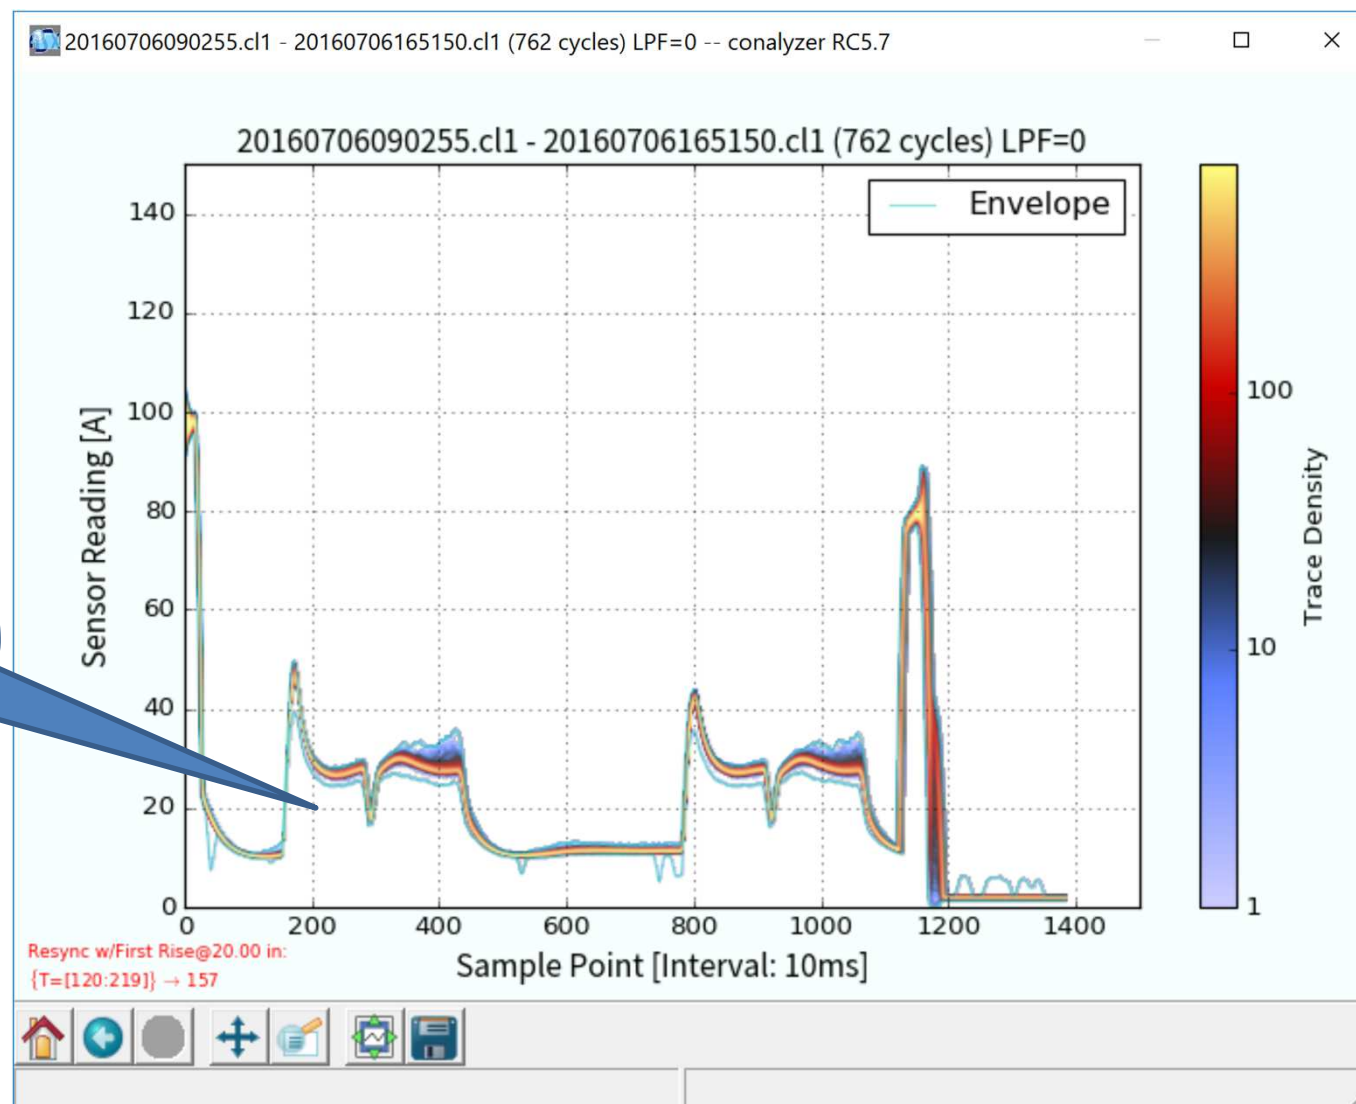 20160706090255.cl1 - 20160706165150.cl1 (762 cycles) LPF=0 -- conalyzer RC5.7
20160706090255.cl1 - 20160706165150.cl1 (762 cycles) LPF=0
Envelope
140
120
100
80
60
40
20
0
Sensor Reading [A]
0 200 400 600 800 1000 1200 1400
Sample Point [Interval: 10ms]
100
10
1
Trace Density
Resync w/First Rise@20.00 in:
{T=[120:219]} → 157